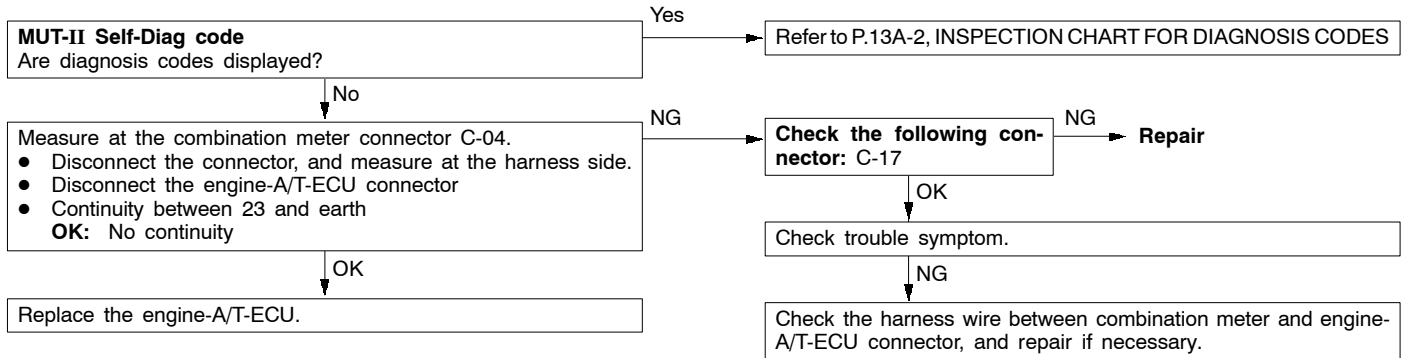 MUT-II Self-Diag code
Are diagnosis codes displayed?
Yes
Refer to P.13A-2, INSPECTION CHART FOR DIAGNOSIS CODES
No
Measure at the combination meter connector C-04.
● Disconnect the connector, and measure at the harness side.
● Disconnect the engine-A/T-ECU connector
● Continuity between 23 and earth
OK: No continuity
NG
Check the following con-
nector: C-17
NG
Repair
OK
Check trouble symptom.
NG
Check the harness wire between combination meter and engine-
A/T-ECU connector, and repair if necessary.
OK
Replace the engine-A/T-ECU.